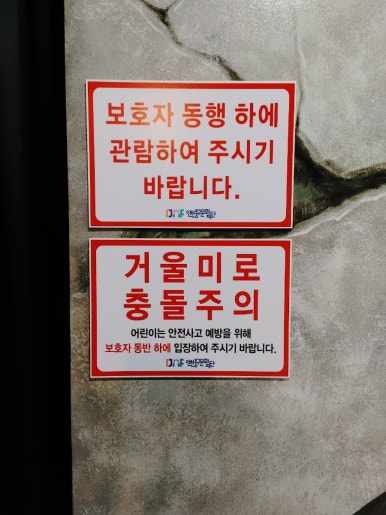 보호자 동행 하에
관람하여 주시기
바랍니다.
거울미로
충돌주의
어린이는 안전사고 예방을 위해
보호자 동반 하에 입장하여 주시기 바랍니다.